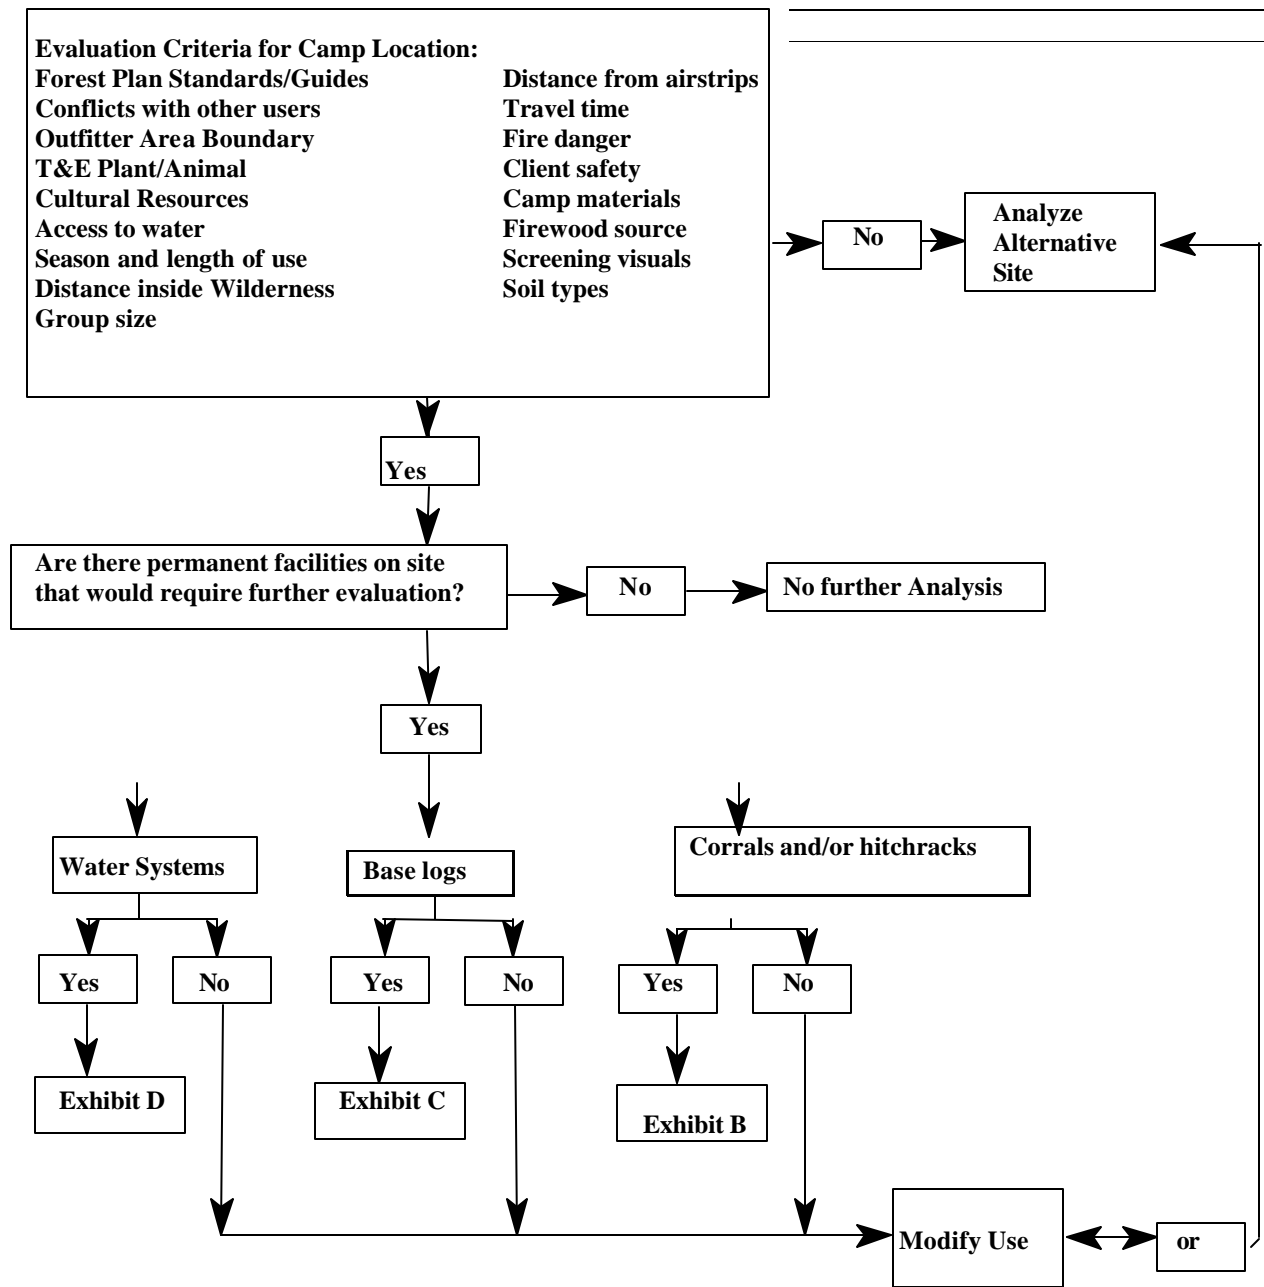 Evaluation Criteria for Camp Location:
Forest Plan Standards/Guides
Conflicts with other users
Outfitter Area Boundary
T&E Plant/Animal
Cultural Resources
Access to water
Season and length of use
Distance inside Wilderness
Group size
Distance from airstrips
Travel time
Fire danger
Client safety
Camp materials
Firewood source
Screening visuals
Soil types
No
Analyze
Alternative
Site
Yes
Are there permanent facilities on site
that would require further evaluation?
No
No further Analysis
Yes
Water Systems
Base logs
Corrals and/or hitchracks
Yes
No
Yes
No
Yes
No
Exhibit D
Exhibit C
Exhibit B
Modify Use
or